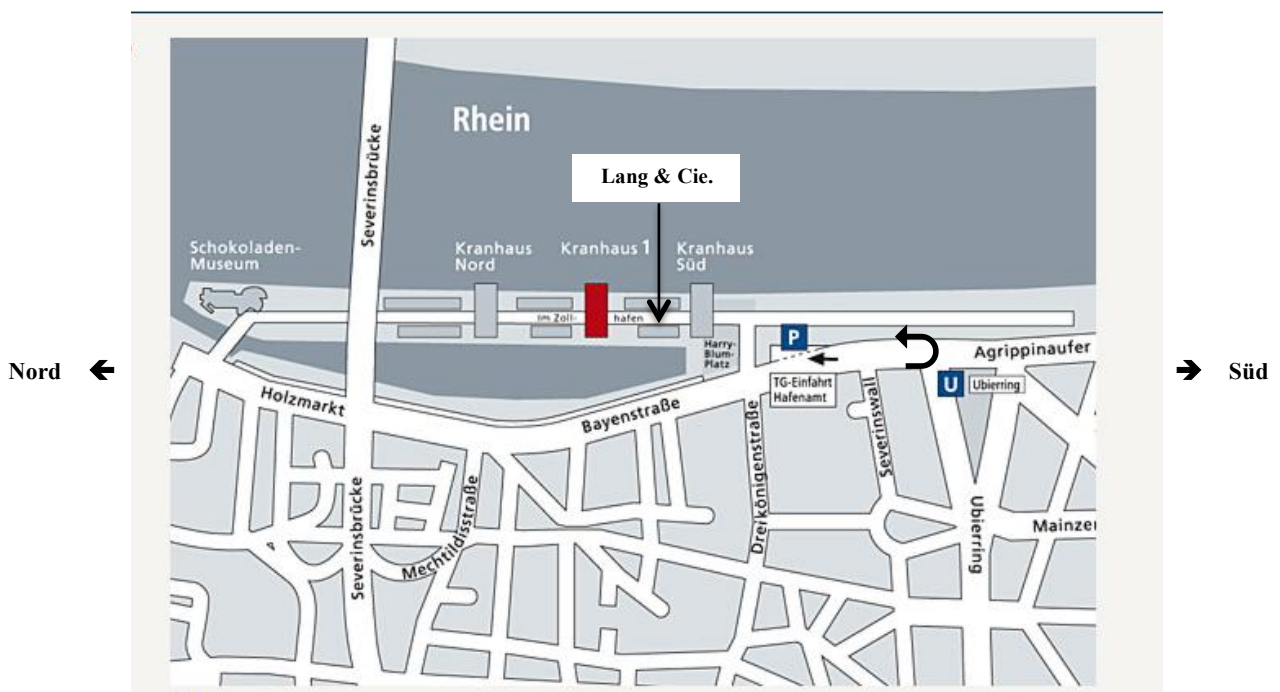 Rhein
Lang & Cie.
Severinsbrücke
Schokoladen-
Museum
Kranhaus
Nord
Kranhaus 1
Kranhaus
Süd
Im Zoll-
hafen
Harry-
Blum-
Platz
P
Agrippinaufer
Nord
Süd
TG-Einfahrt
Hafenamt
U
Ubierring
Holzmarkt
Bayenstraße
Severinswall
Dreikönigenstraße
Severinsbrücke
Mechtildisstraße
Ubierring
Mainzer